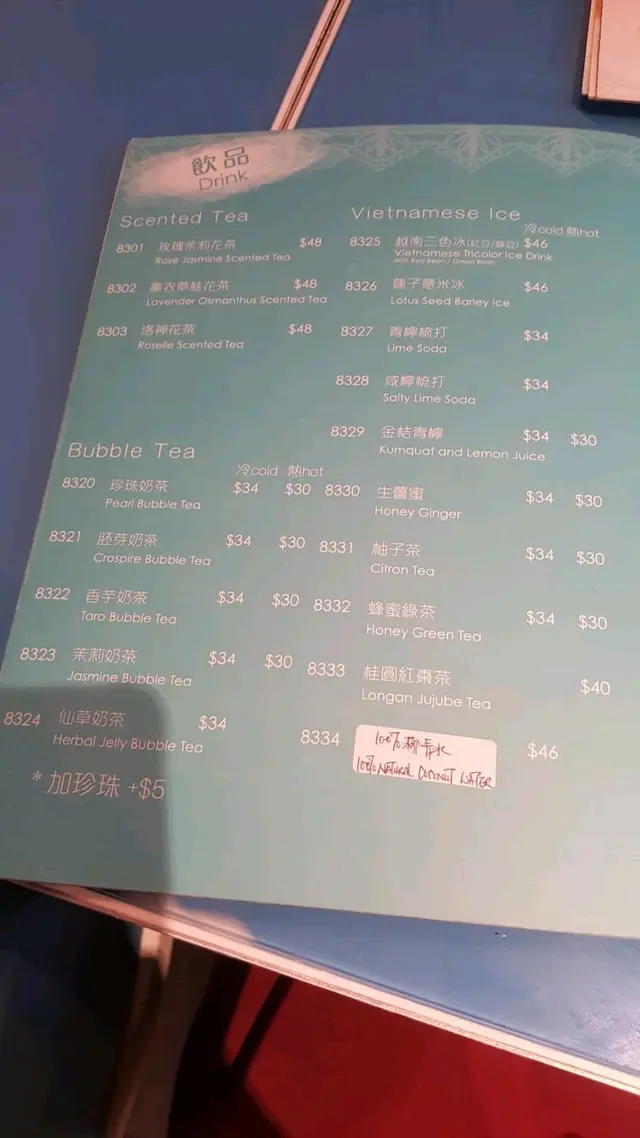 飲品
Drink
Scented Tea
8301 玫瑰茉莉花茶 $48
Rose Jasmine Scented Tea
8302 薰衣草桂花茶 $48
Lavender Osmanthus Scented Tea
8303 洛神花茶 $48
Roselle Scented Tea
Bubble Tea
冷cold 熱hot
8320 珍珠奶茶 $34 $30
Pearl Bubble Tea
8321 胚芽奶茶 $34 $30
Crospire Bubble Tea
8322 香芋奶茶 $34 $30
Taro Bubble Tea
8323 茉莉奶茶 $34 $30
Jasmine Bubble Tea
8324 仙草奶茶 $34
Herbal Jelly Bubble Tea
*加珍珠 +$5
Vietnamese Ice
冷cold 熱hot
8325 越南三色冰(紅豆/綠豆) $46
Vietnamese Tricolor Ice Drink
with Red Bean / Green Bean
8326 蓮子薏米冰 $46
Lotus Seed Barley Ice
8327 青檸梳打 $34
Lime Soda
8328 咸檸梳打 $34
Salty Lime Soda
8329 金桔青檸 $34 $30
Kumquat and Lemon Juice
8330 生薑蜜 $34 $30
Honey Ginger
8331 柚子茶 $34 $30
Citron Tea
8332 蜂蜜綠茶 $34 $30
Honey Green Tea
8333 桂圓紅棗茶 $40
Longan Jujube Tea
8334 100% 椰青水 $46
100% NATURAL COCONUT WATER